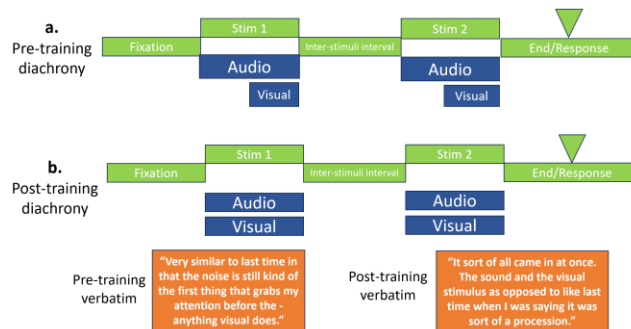 a.
Pre-training
diachrony
Stim 1
Stim 2
Fixation
Inter-stimuli interval
End/Response
Audio
Audio
Visual
Visual
b.
Post-training
diachrony
Stim 1
Stim 2
Fixation
Inter-stimuli interval
End/Response
Audio
Audio
Visual
Visual
Pre-training
verbatim
"Very similar to last time in
that the noise is still kind of
the first thing that grabs my
attention before the -
anything visual does."
Post-training
verbatim
"It sort of all came in at once.
The sound and the visual
stimulus as opposed to like last
time when I was saying it was
sort of a procession."